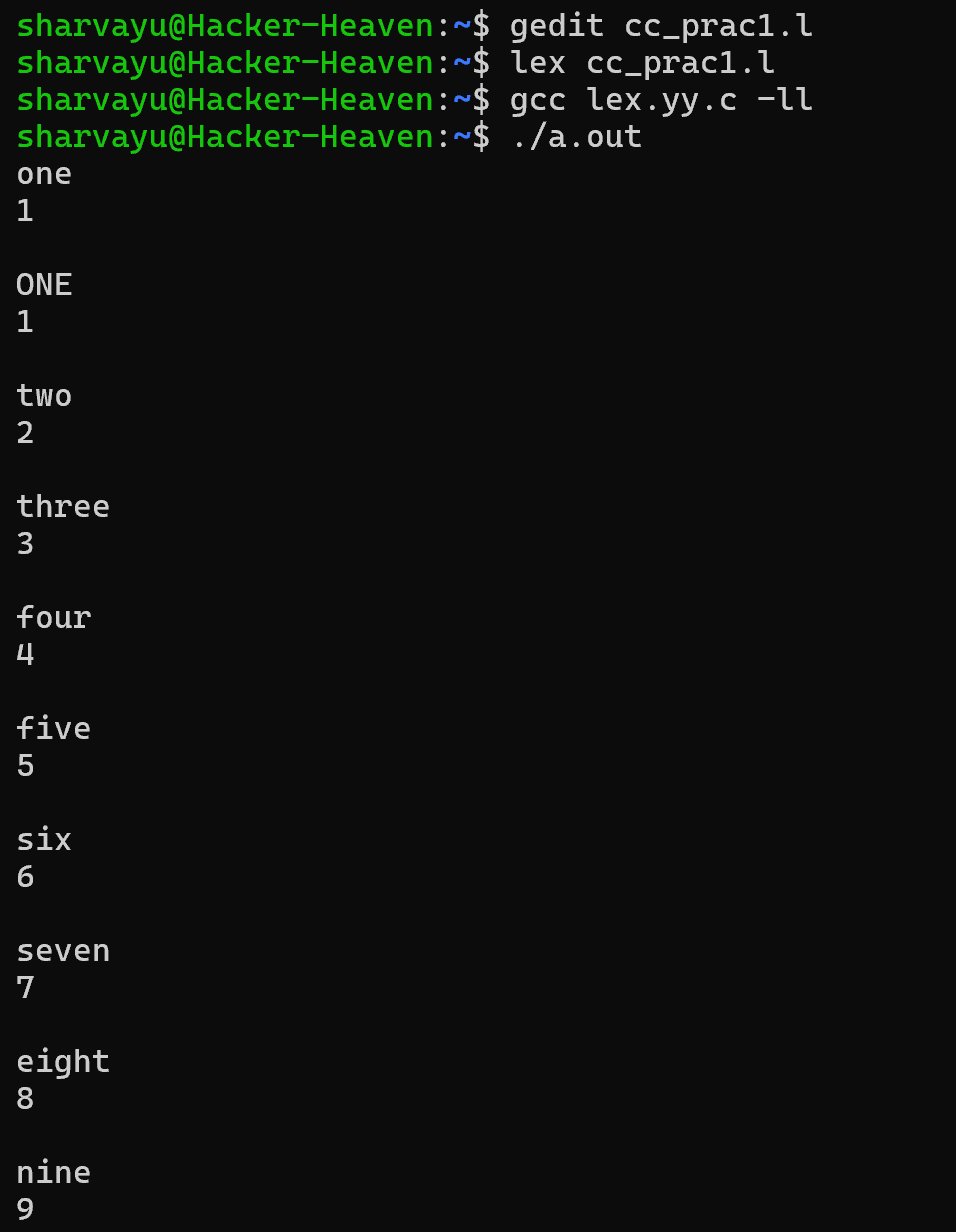 sharvayu@Hacker-Heaven:~$ gedit cc_prac1.l
sharvayu@Hacker-Heaven:~$ lex cc_prac1.l
sharvayu@Hacker-Heaven:~$ gcc lex.yy.c -ll
sharvayu@Hacker-Heaven:~$ ./a.out
one
1
ONE
1
two
2
three
3
four
4
five
5
six
6
seven
7
eight
8
nine
9